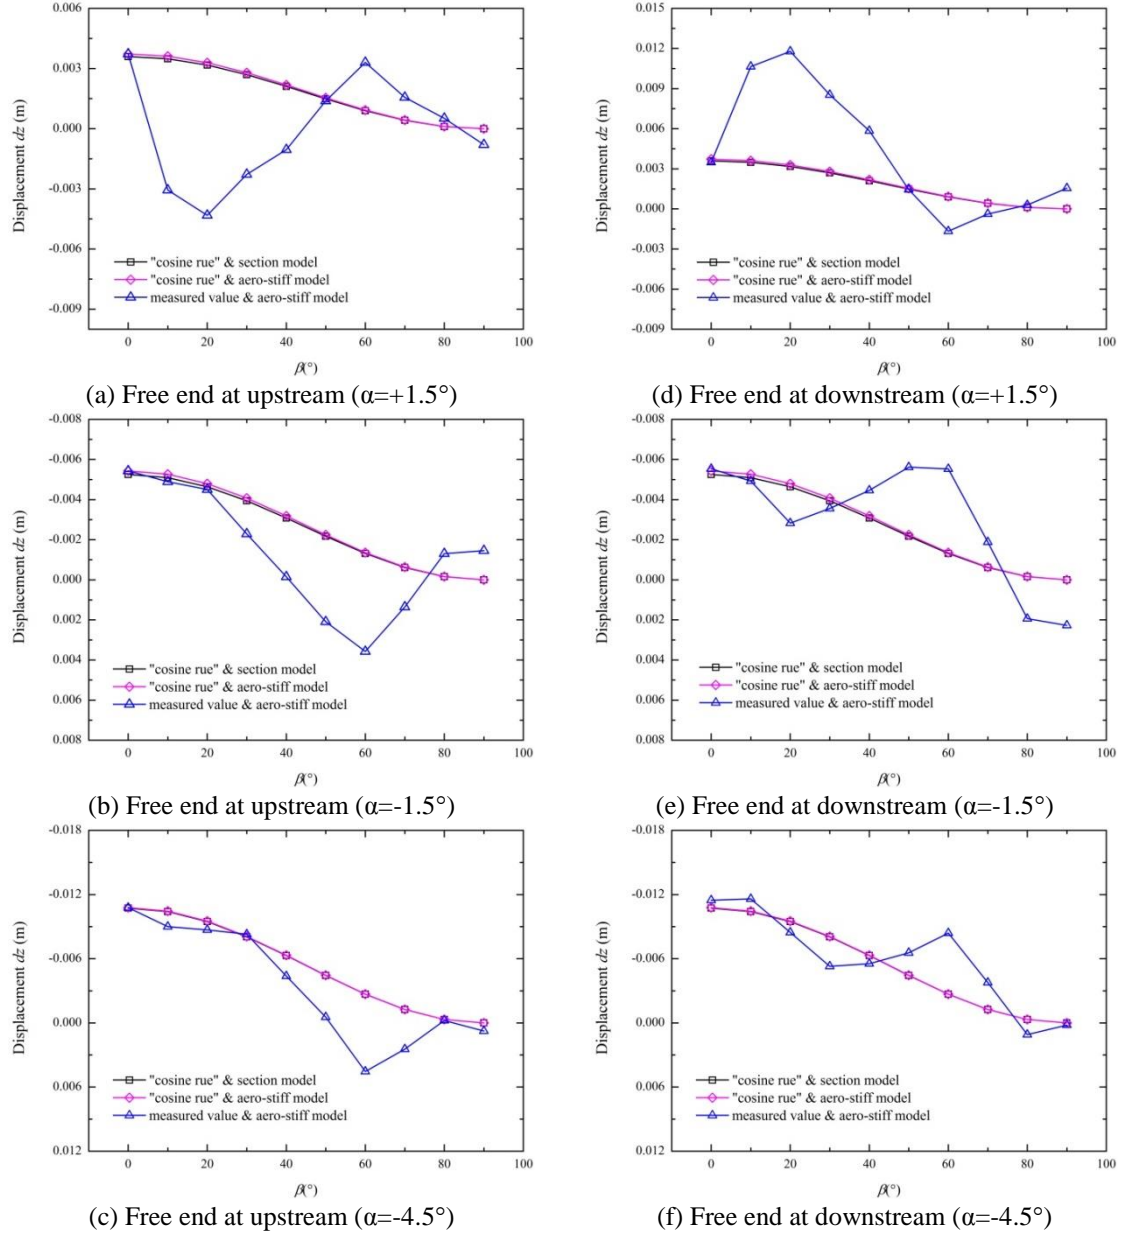 0.006
0.003
0.000
-0.003
-0.006
-0.009
Displacement dz (m)
"cosine rue" & section model
"cosine rue" & aero-stiff model
measured value & aero-stiff model
0 20 40 60 80 100
β(°)
(a) Free end at upstream (α=+1.5°)
0.015
0.012
0.009
0.006
0.003
0.000
-0.003
-0.006
-0.009
Displacement dz (m)
"cosine rue" & section model
"cosine rue" & aero-stiff model
measured value & aero-stiff model
0 20 40 60 80 100
β(°)
(d) Free end at downstream (α=+1.5°)
-0.008
-0.006
-0.004
-0.002
0.000
0.002
0.004
0.006
0.008
Displacement dz (m)
"cosine rue" & section model
"cosine rue" & aero-stiff model
measured value & aero-stiff model
0 20 40 60 80 100
β(°)
(b) Free end at upstream (α=-1.5°)
-0.008
-0.006
-0.004
-0.002
0.000
0.002
0.004
0.006
0.008
Displacement dz (m)
"cosine rue" & section model
"cosine rue" & aero-stiff model
measured value & aero-stiff model
0 20 40 60 80 100
β(°)
(e) Free end at downstream (α=-1.5°)
-0.018
-0.012
-0.006
0.000
0.006
0.012
Displacement dz (m)
"cosine rue" & section model
"cosine rue" & aero-stiff model
measured value & aero-stiff model
0 20 40 60 80 100
β(°)
(c) Free end at upstream (α=-4.5°)
-0.018
-0.012
-0.006
0.000
0.006
0.012
Displacement dz (m)
"cosine rue" & section model
"cosine rue" & aero-stiff model
measured value & aero-stiff model
0 20 40 60 80 100
β(°)
(f) Free end at downstream (α=-4.5°)